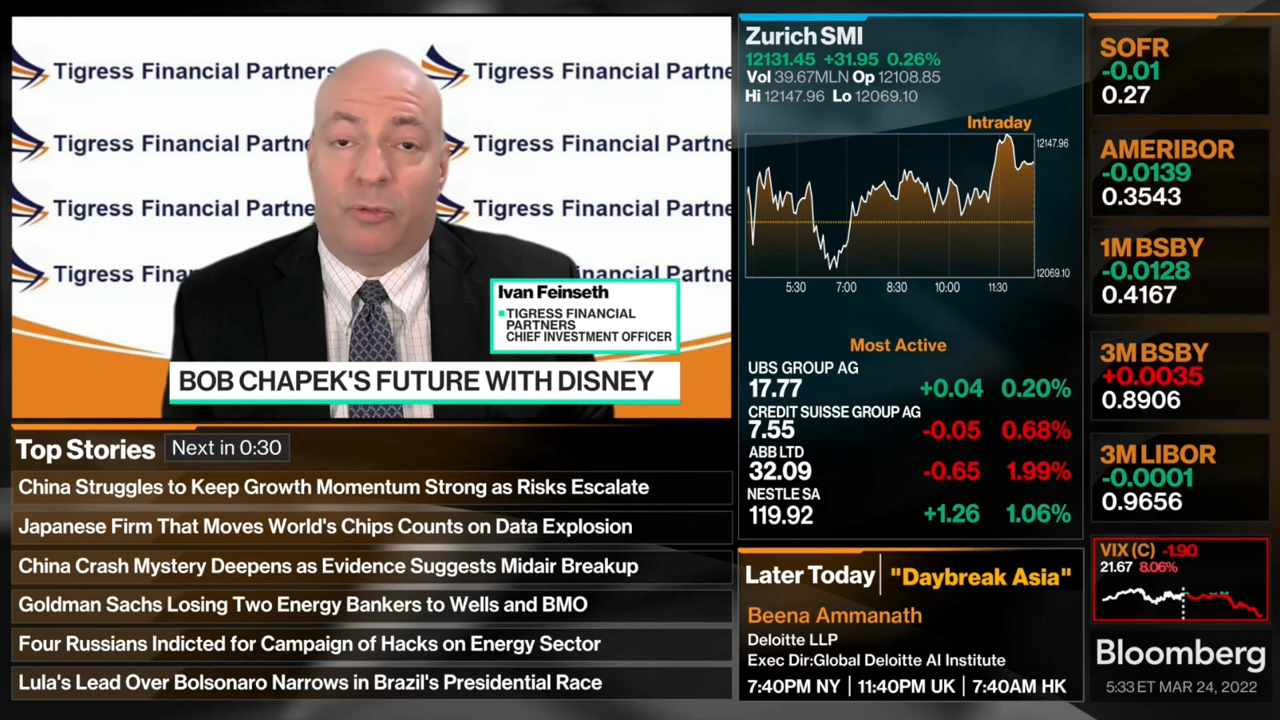 Tigress Financial Partners
Tigress Financial Partne
Tigress Financ
Tigress Financial Partne
Tigress Financial Partne
Tigress Financial Partne
Tigress Finan
inancial Partne
Ivan Feinseth
TIGRESS FINANCIAL
PARTNERS
CHIEF INVESTMENT OFFICER
BOB CHAPEK'S FUTURE WITH DISNEY
Top Stories Next in 0:30
China Struggles to Keep Growth Momentum Strong as Risks Escalate
Japanese Firm That Moves World's Chips Counts on Data Explosion
China Crash Mystery Deepens as Evidence Suggests Midair Breakup
Goldman Sachs Losing Two Energy Bankers to Wells and BMO
Four Russians Indicted for Campaign of Hacks on Energy Sector
Lula's Lead Over Bolsonaro Narrows in Brazil's Presidential Race
Zurich SMI
12131.45 +31.95 0.26%
Vol 39.67MLN Op 12108.85
Hi 12147.96 Lo 12069.10
Intraday
12147.96
12069.10
5:30 7:00 8:30 10:00 11:30
Most Active
UBS GROUP AG
17.77 +0.04 0.20%
CREDIT SUISSE GROUP AG
7.55 -0.05 0.68%
ABB LTD
32.09 -0.65 1.99%
NESTLE SA
119.92 +1.26 1.06%
Later Today "Daybreak Asia"
Beena Ammanath
Deloitte LLP
Exec Dir:Global Deloitte AI Institute
7:40PM NY | 11:40PM UK | 7:40AM HK
SOFR
-0.01
0.27
AMERIBOR
-0.0139
0.3543
1M BSBY
-0.0128
0.4167
3M BSBY
+0.0035
0.8906
3M LIBOR
-0.0001
0.9656
VIX (C) -1.90
21.67 8.06%
Bloomberg
5:33 ET MAR 24, 2022